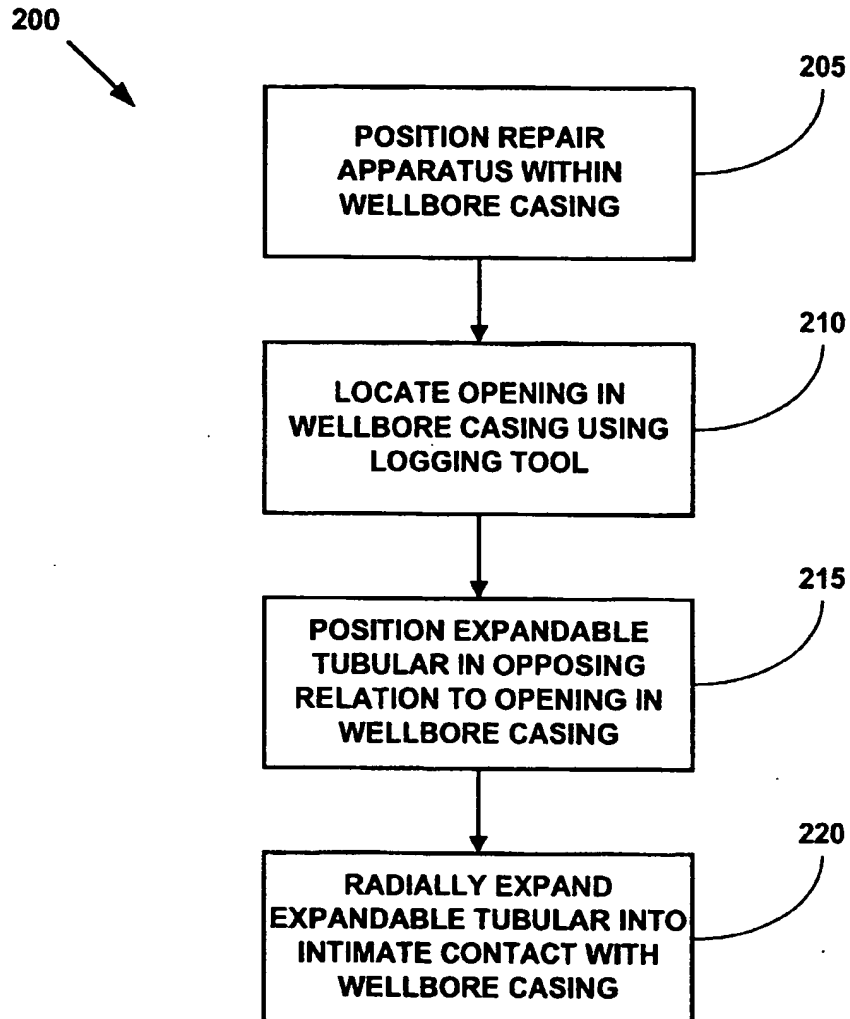 200
205
POSITION REPAIR
APPARATUS WITHIN
WELLBORE CASING
210
LOCATE OPENING IN
WELLBORE CASING USING
LOGGING TOOL
215
POSITION EXPANDABLE
TUBULAR IN OPPOSING
RELATION TO OPENING IN
WELLBORE CASING
220
RADIALLY EXPAND
EXPANDABLE TUBULAR INTO
INTIMATE CONTACT WITH
WELLBORE CASING